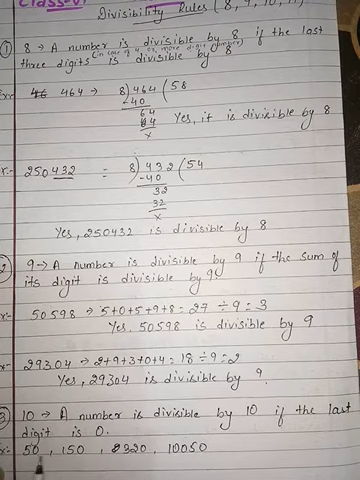 Class-VI
Divisibility Rules (8, 9, 10, 11
① 8 → A number is divisible by 8 if the last
(in case of 4 or more digit number)
three digits is divisible by 8
464 → 8)464(58
-40
64
64
x
Yes, it is divisible by 8
250432 = 8)432(54
-40
32
32
x
Yes, 250432 is divisible by 8
2 9 → A number is divisible by 9 if the sum of
its digit is divisible by 9.
50598 → 5+0+5+9+8=27÷9=3
Yes, 50598 is divisible by 9
29304 → 2+9+3+0+4=18÷9=2
Yes, 29304 is divisible by 9.
3 10 → A number is divisible by 10 if the last
digit is 0.
50, 150, 2320, 10050